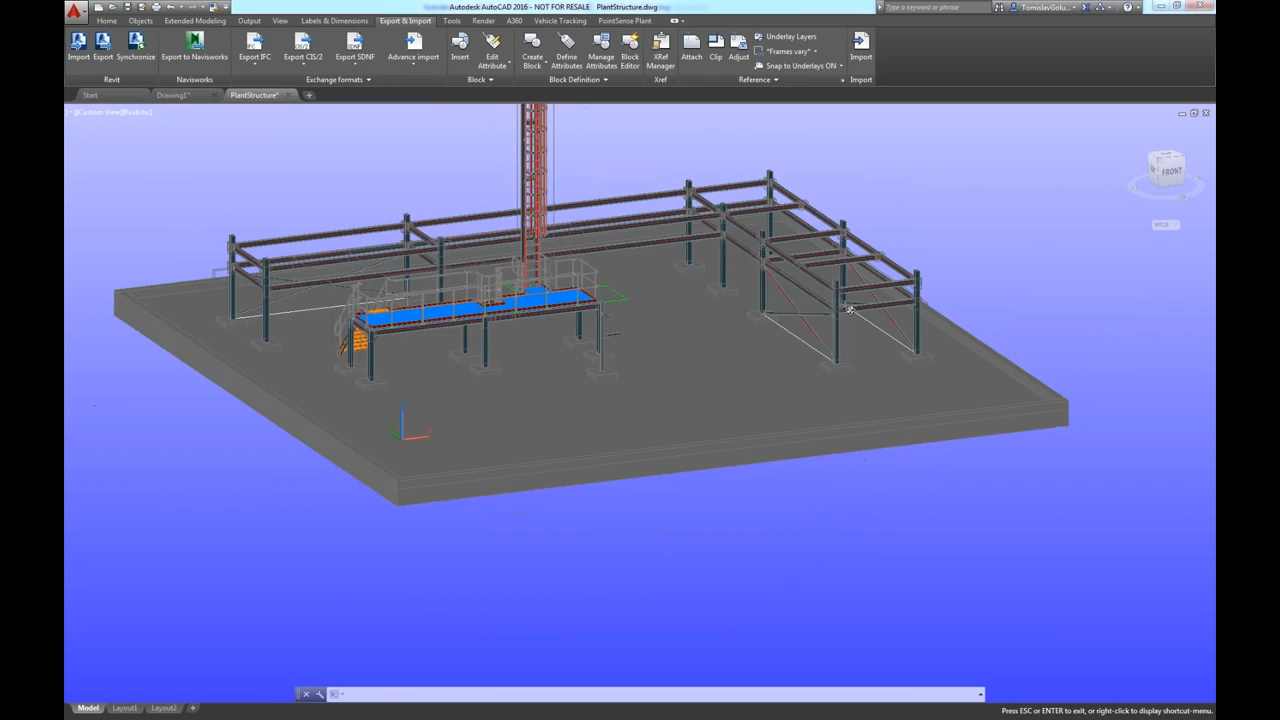 Autodesk AutoCAD 2016 - NOT FOR RESALE PlantStructure.dwg
Type a keyword or phrase
TomislavGolu...
Home Objects Extended Modeling Output View Labels & Dimensions Export & Import Tools Render A360 Vehicle Tracking PointSense Plant
Import Export Synchronize
Export to Navisworks
Export IFC Export CIS/2 Export SDNF Advance import
Insert Edit Attribute
Create Block Define Attributes Manage Attributes Block Editor
XRef Manager
Attach Clip Adjust
Underlay Layers
*Frames vary*
Snap to Underlays ON
Import
Revit Navisworks Exchange formats Block Block Definition Xref Reference Import
Start Drawing1* PlantStructure*
[-][Custom View][Realistic]
FRONT
WCS
Model Layout1 Layout2
Press ESC or ENTER to exit, or right-click to display shortcut-menu.